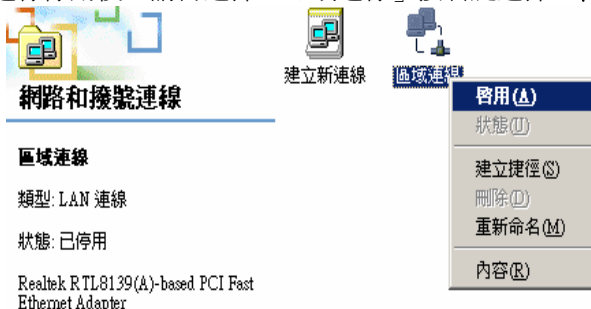 建立新連線
區域連線
網路和撥號連線
區域連線
類型: LAN 連線
狀態: 已停用
Realtek RTL8139(A)-based PCI Fast
Ethernet Adapter
啓用(A)
狀態(U)
建立捷徑(S)
刪除(D)
重新命名(M)
內容(R)